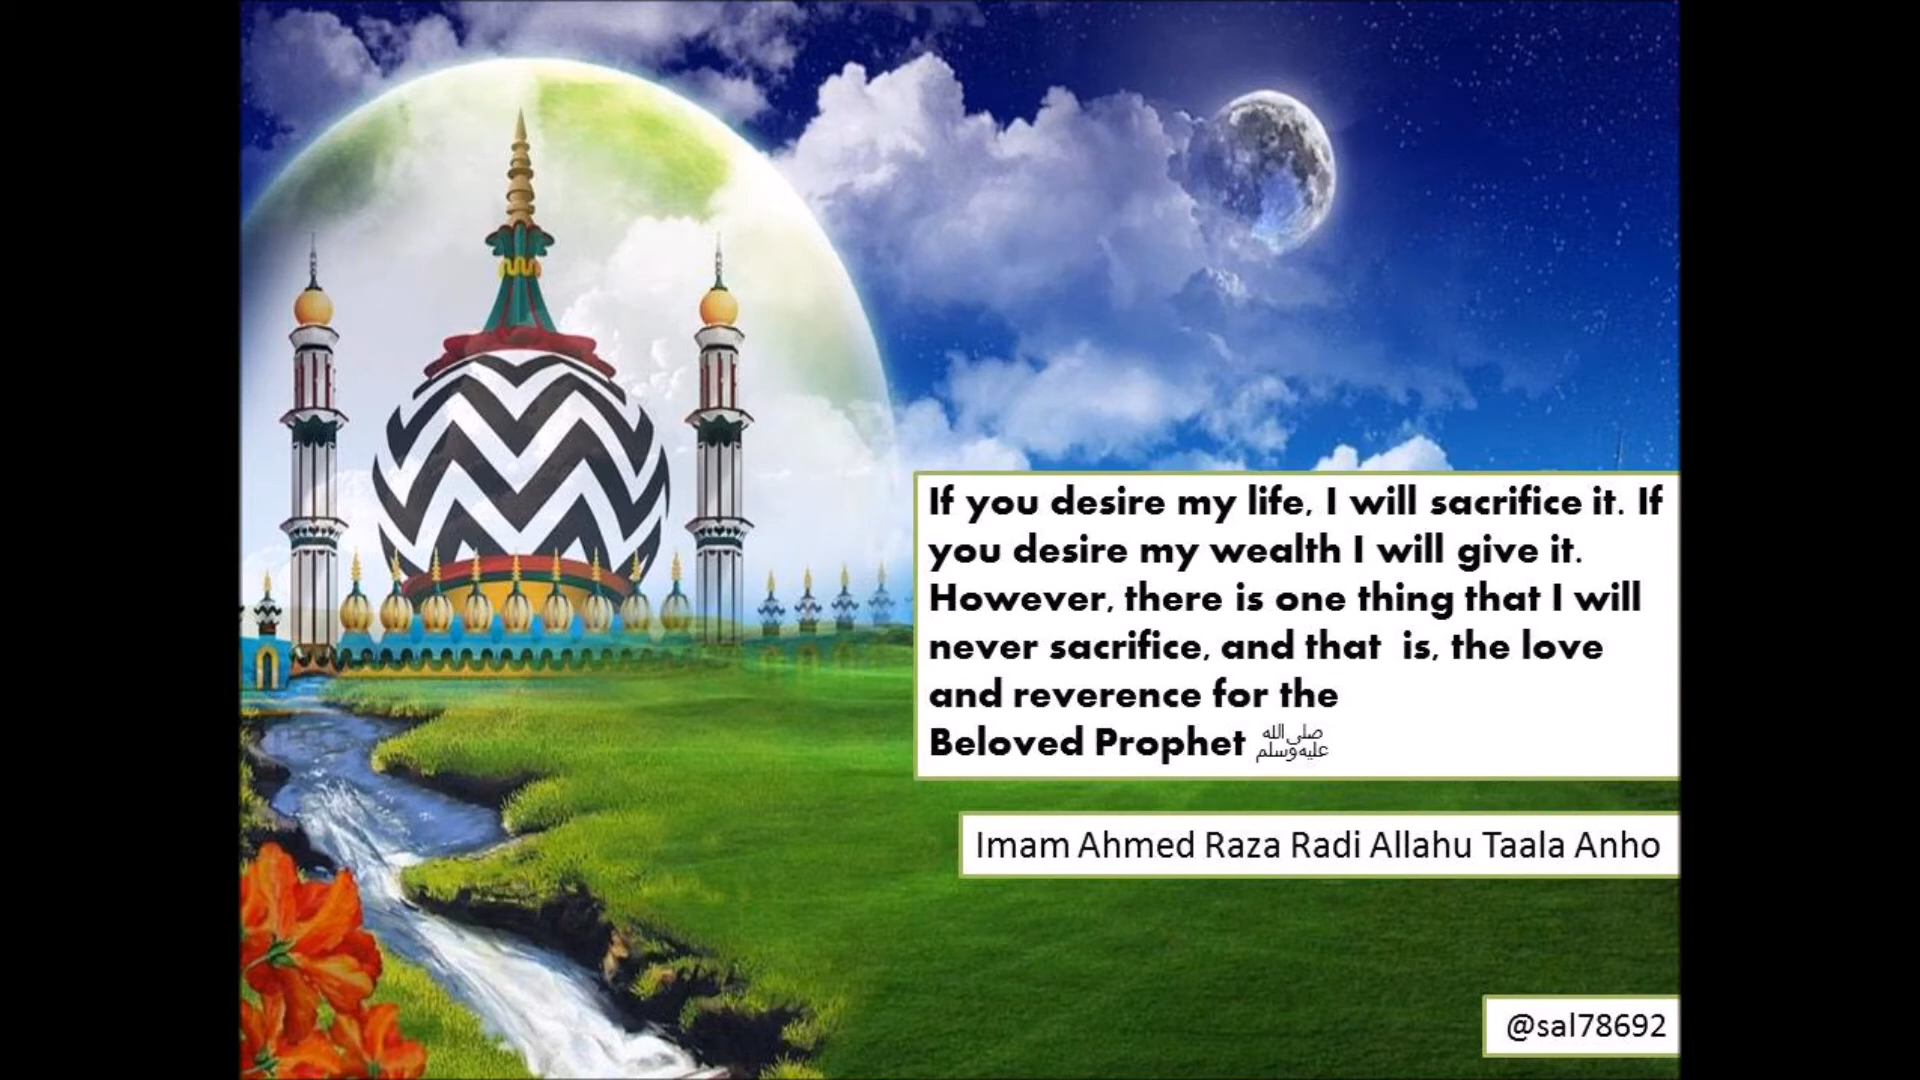 If you desire my life, I will sacrifice it. If
you desire my wealth I will give it.
However, there is one thing that I will
never sacrifice, and that  is, the love
and reverence for the
Beloved Prophet ﷺ
Imam Ahmed Raza Radi Allahu Taala Anho
@sal78692